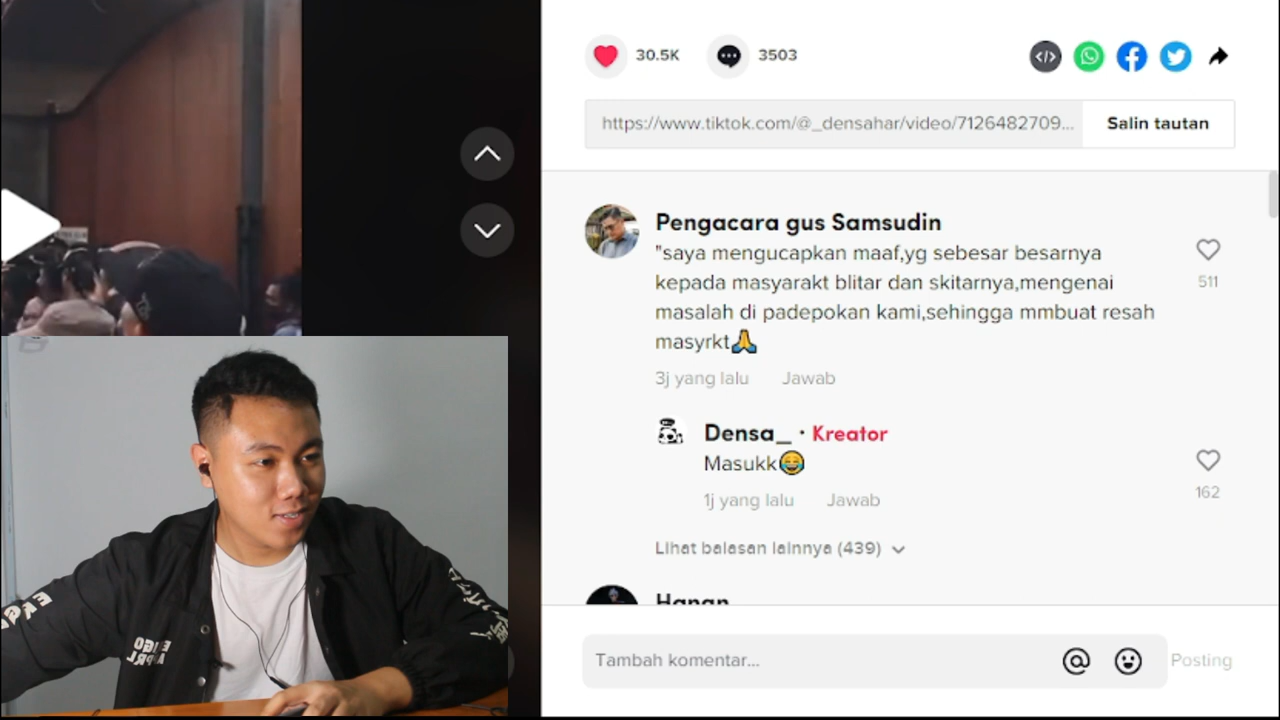 30.5K
3503
https://www.tiktok.com/@_densahar/video/7126482709...
Salin tautan
Pengacara gus Samsudin
"saya mengucapkan maaf,yg sebesar besarnya
kepada masyarakt blitar dan skitarnya,mengenai
masalah di padepokan kami,sehingga mmbuat resah
masyrkt🙏
511
3j yang lalu Jawab
Densa_ · Kreator
Masukk😂
162
1j yang lalu Jawab
Lihat balasan lainnya (439)
Hanan
Tambah komentar...
Posting